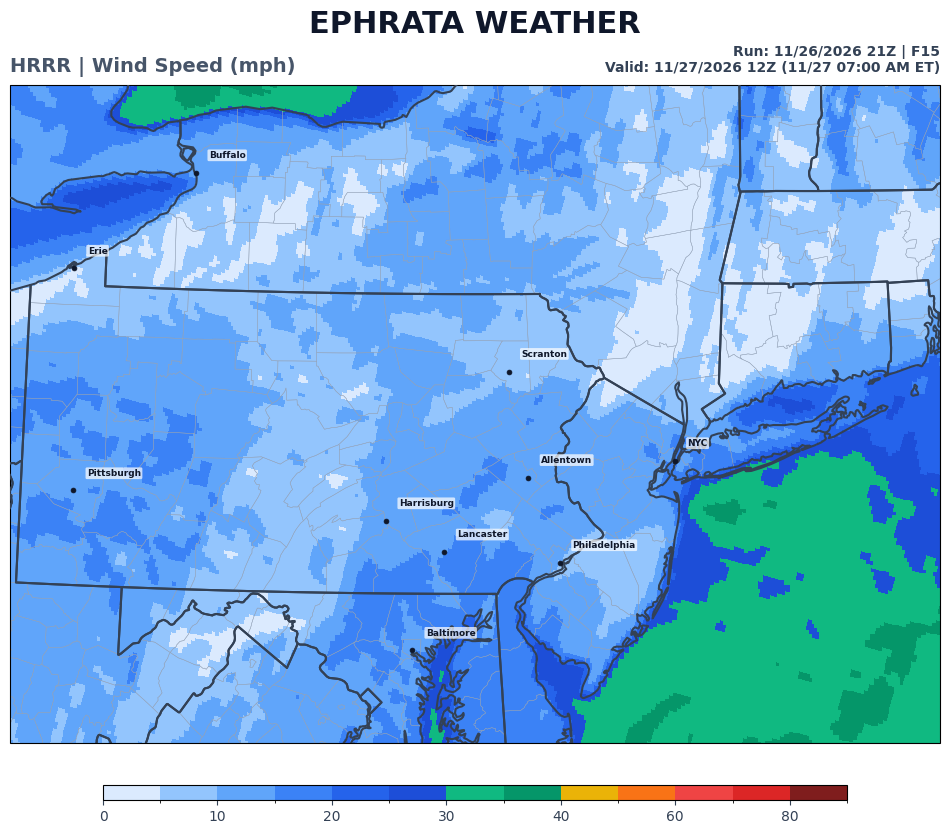 EPHRATA WEATHER
HRRR | Wind Speed (mph)
Run: 11/26/2026 21Z | F15
Valid: 11/27/2026 12Z (11/27 07:00 AM ET)
Buffalo
Erie
Scranton
NYC
Allentown
Pittsburgh
Harrisburg
Lancaster
Philadelphia
Baltimore
0 10 20 30 40 60 80